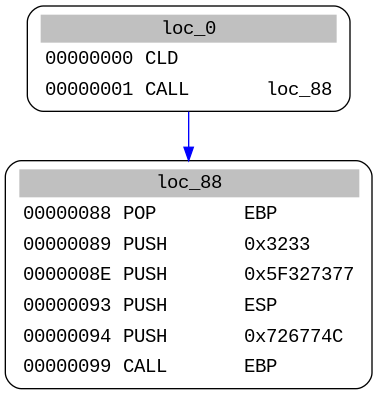 loc_0
00000000 CLD
00000001 CALL loc_88
loc_88
00000088 POP EBP
00000089 PUSH 0x3233
0000008E PUSH 0x5F327377
00000093 PUSH ESP
00000094 PUSH 0x726774C
00000099 CALL EBP